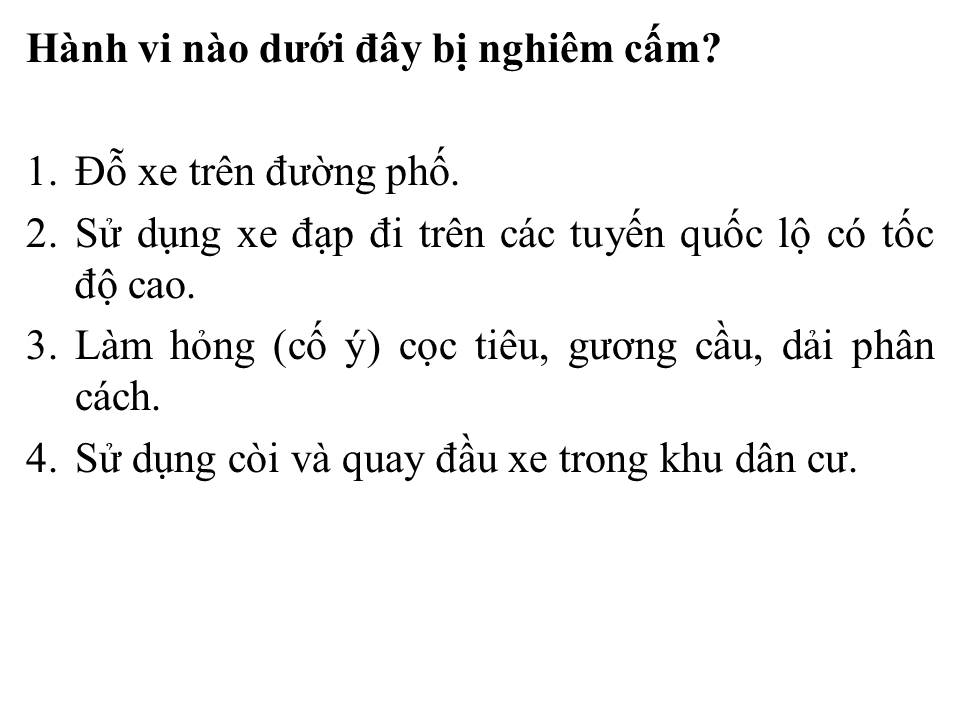 Hành vi nào dưới đây bị nghiêm cấm?
1. Đỗ xe trên đường phố.
2. Sử dụng xe đạp đi trên các tuyến quốc lộ có tốc
độ cao.
3. Làm hỏng (cố ý) cọc tiêu, gương cầu, dải phân
cách.
4. Sử dụng còi và quay đầu xe trong khu dân cư.